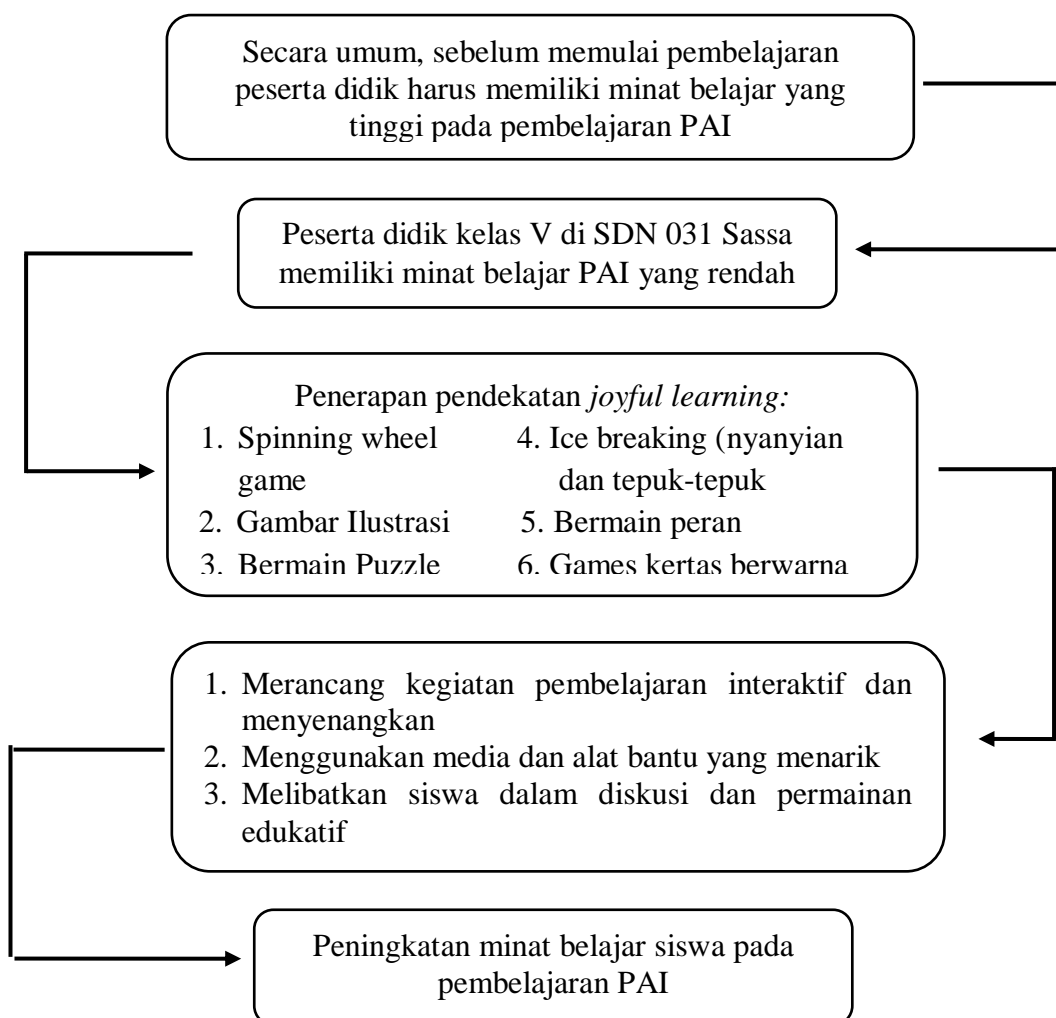 Secara umum, sebelum memulai pembelajaran
peserta didik harus memiliki minat belajar yang
tinggi pada pembelajaran PAI
Peserta didik kelas V di SDN 031 Sassa
memiliki minat belajar PAI yang rendah
Penerapan pendekatan joyful learning:
1. Spinning wheel
game
2. Gambar Ilustrasi
3. Bermain Puzzle
4. Ice breaking (nyanyian
dan tepuk-tepuk
5. Bermain peran
6. Games kertas berwarna
1. Merancang kegiatan pembelajaran interaktif dan
menyenangkan
2. Menggunakan media dan alat bantu yang menarik
3. Melibatkan siswa dalam diskusi dan permainan
edukatif
Peningkatan minat belajar siswa pada
pembelajaran PAI